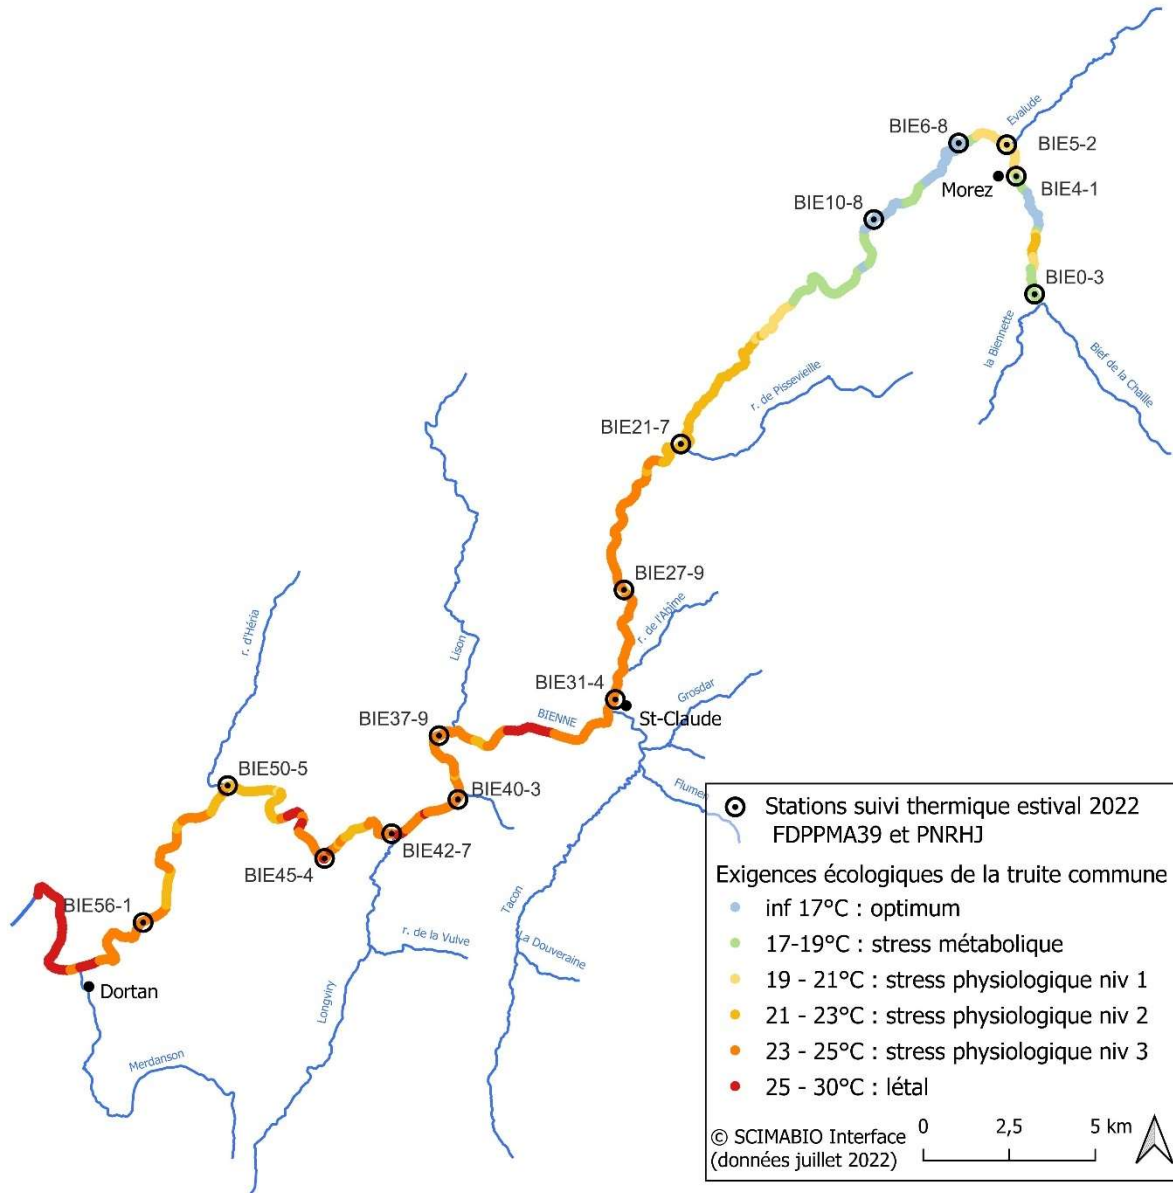 Evalude
BIE6-8
BIE5-2
Morez
BIE4-1
BIE10-8
BIE0-3
la Biennette
Bief de la Chaille
r. de Pissevieille
BIE21-7
BIE27-9
r. de l'Abîme
r. d'Héria
Lison
BIE31-4
Grosdar
St-Claude
BIENNE
BIE37-9
BIE50-5
BIE40-3
Flumen
BIE42-7
BIE45-4
BIE56-1
Tacon
r. de la Vulve
La Douveraine
Dortan
Longviry
Merdanson
Stations suivi thermique estival 2022
FDPPMA39 et PNRHJ
Exigences écologiques de la truite commune
inf 17°C : optimum
17-19°C : stress métabolique
19 - 21°C : stress physiologique niv 1
21 - 23°C : stress physiologique niv 2
23 - 25°C : stress physiologique niv 3
25 - 30°C : létal
0 2,5 5 km
© SCIMABIO Interface
(données juillet 2022)